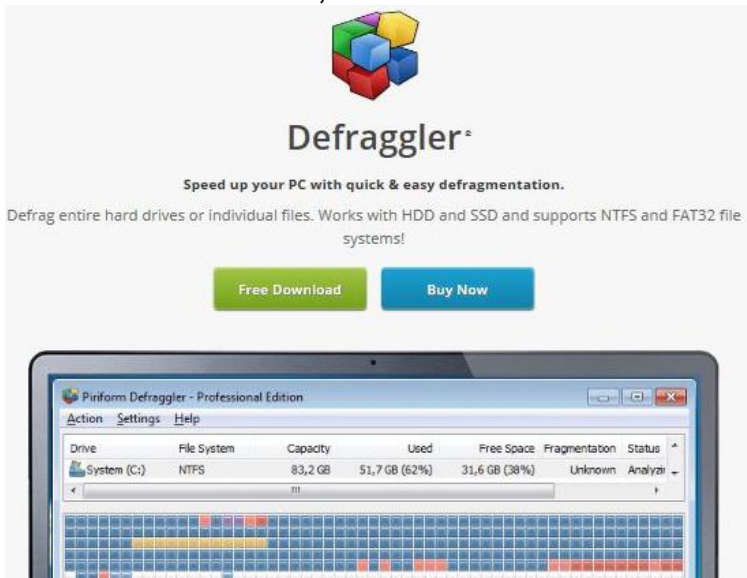 Defraggler
Speed up your PC with quick & easy defragmentation.
Defrag entire hard drives or individual files. Works with HDD and SSD and supports NTFS and FAT32 file
systems!
Free Download Buy Now
Piriform Defraggler - Professional Edition
Action Settings Help
Drive File System Capacity Used Free Space Fragmentation Status
System (C:) NTFS 83,2 GB 51,7 GB (62%) 31,6 GB (38%) Unknown Analyzi